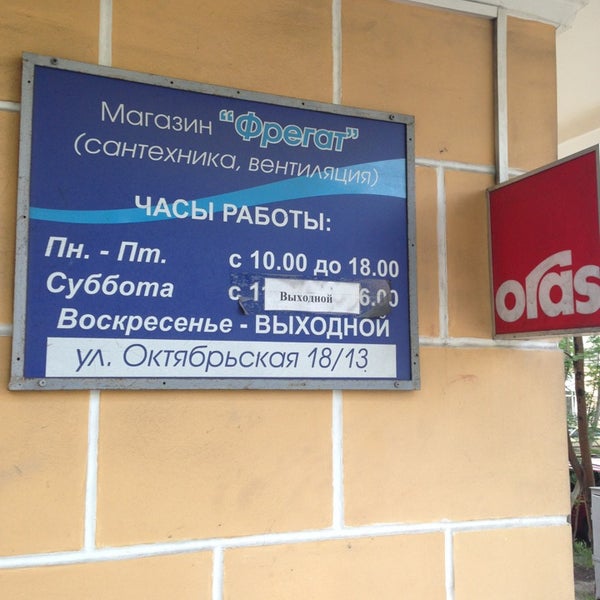 Магазин "Фрегат"
(сантехника, вентиляция)
ЧАСЫ РАБОТЫ:
Пн. - Пт. с 10.00 до 18.00
Суббота с Выходной
Воскресенье - ВЫХОДНОЙ
ул. Октябрьская 18/13
oras